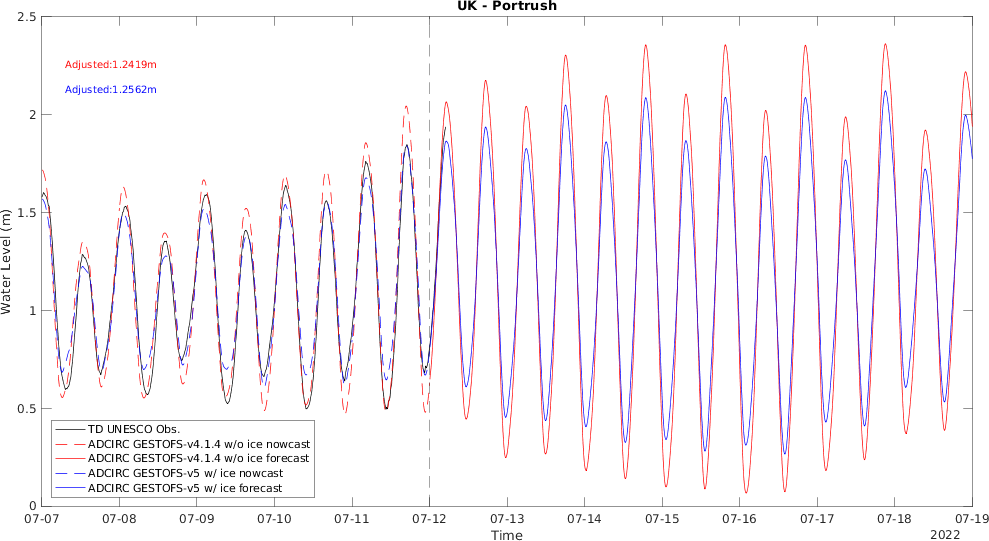 UK - Portrush
2.5
Adjusted:1.2419m
Adjusted:1.2562m
2
1.5
1
0.5
0
Water Level (m)
TD UNESCO Obs.
ADCIRC GESTOFS-v4.1.4 w/o ice nowcast
ADCIRC GESTOFS-v4.1.4 w/o ice forecast
ADCIRC GESTOFS-v5 w/ ice nowcast
ADCIRC GESTOFS-v5 w/ ice forecast
07-07 07-08 07-09 07-10 07-11 07-12 07-13 07-14 07-15 07-16 07-17 07-18 07-19
Time
2022